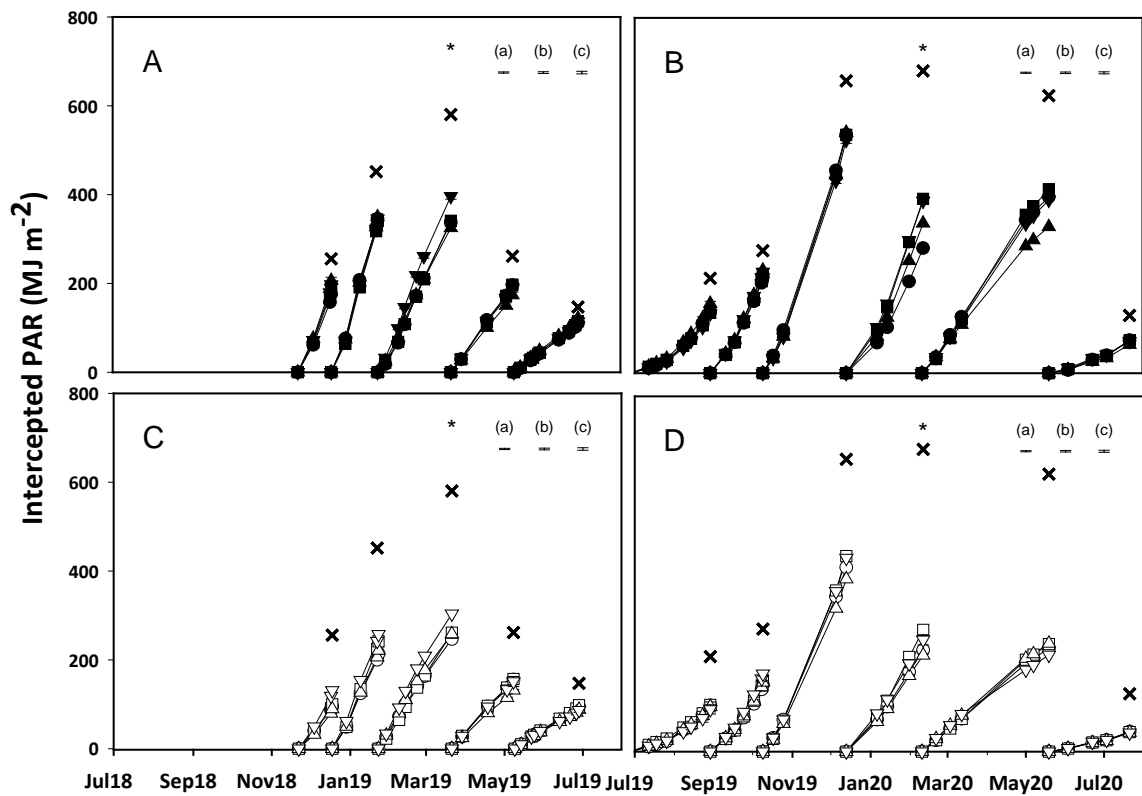 Intercepted PAR (MJ m-2)
800
600
400
200
0
A
*
(a) (b) (c)
B
*
(a) (b) (c)
800
600
400
200
0
C
*
(a) (b) (c)
D
*
(a) (b) (c)
Jul18 Sep18 Nov18 Jan19 Mar19 May19 Jul19
Jul19 Sep19 Nov19 Jan20 Mar20 May20 Jul20